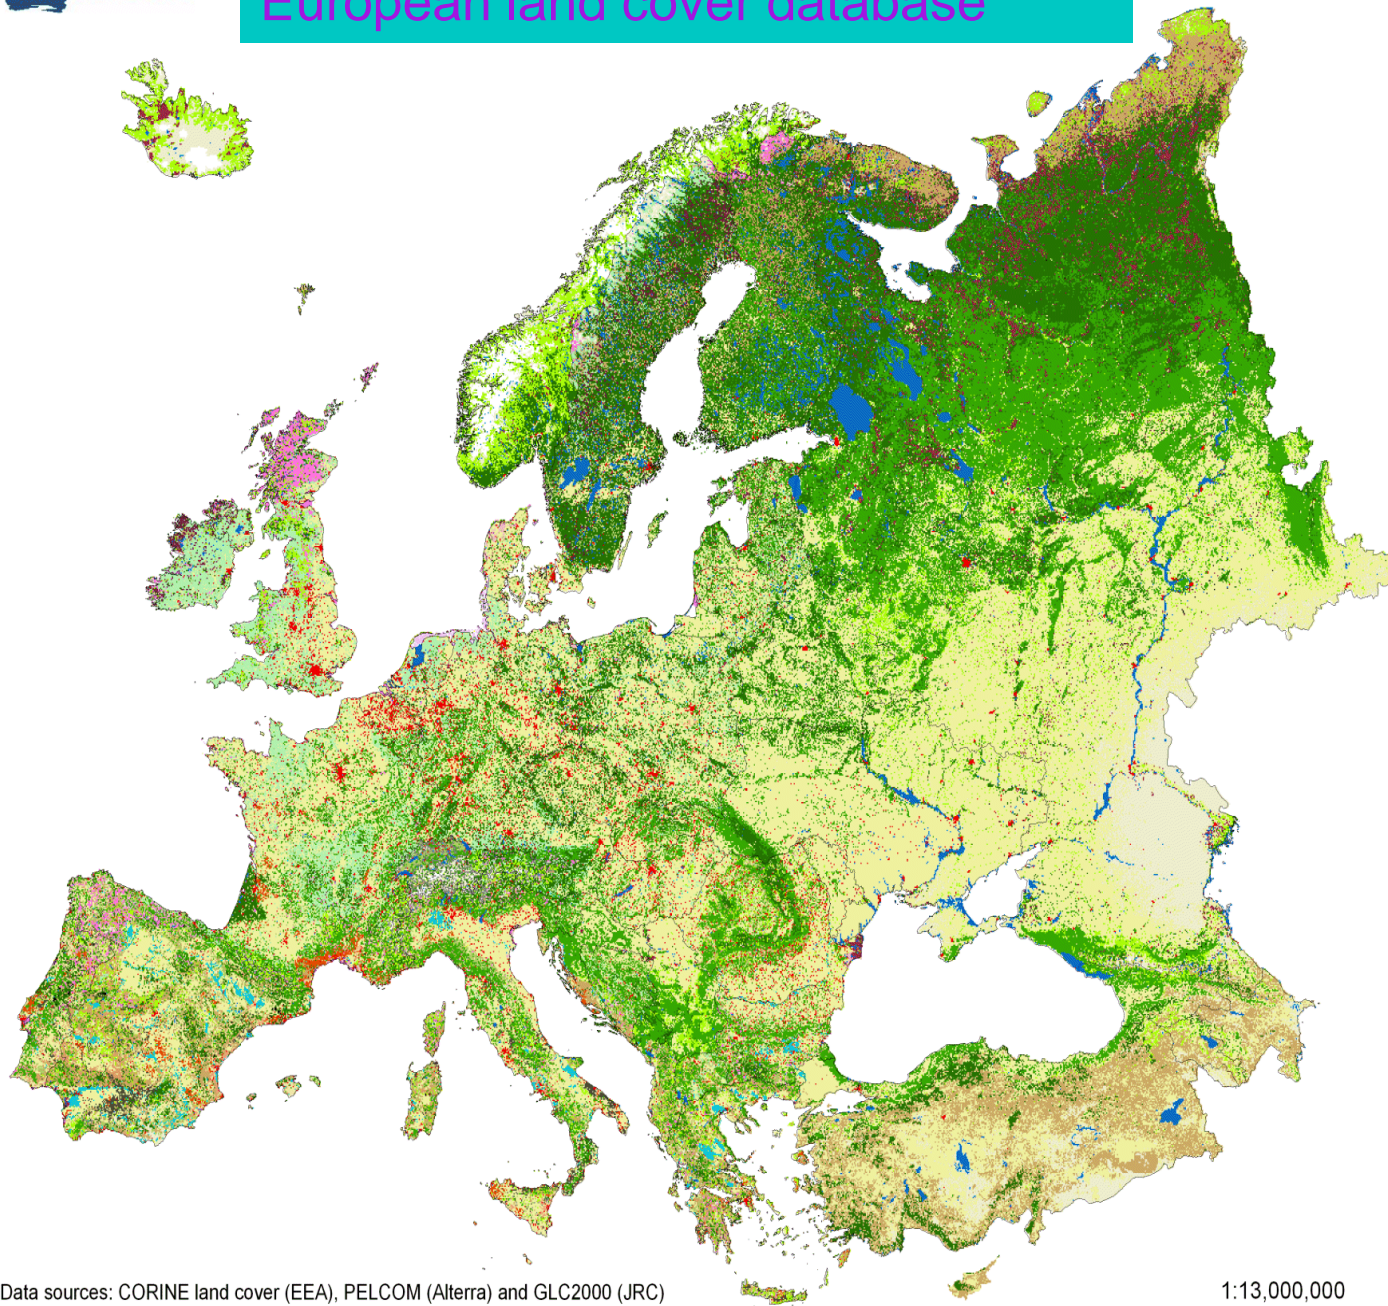 European land cover database
Data sources: CORINE land cover (EEA), PELCOM (Alterra) and GLC2000 (JRC)
1:13,000,000